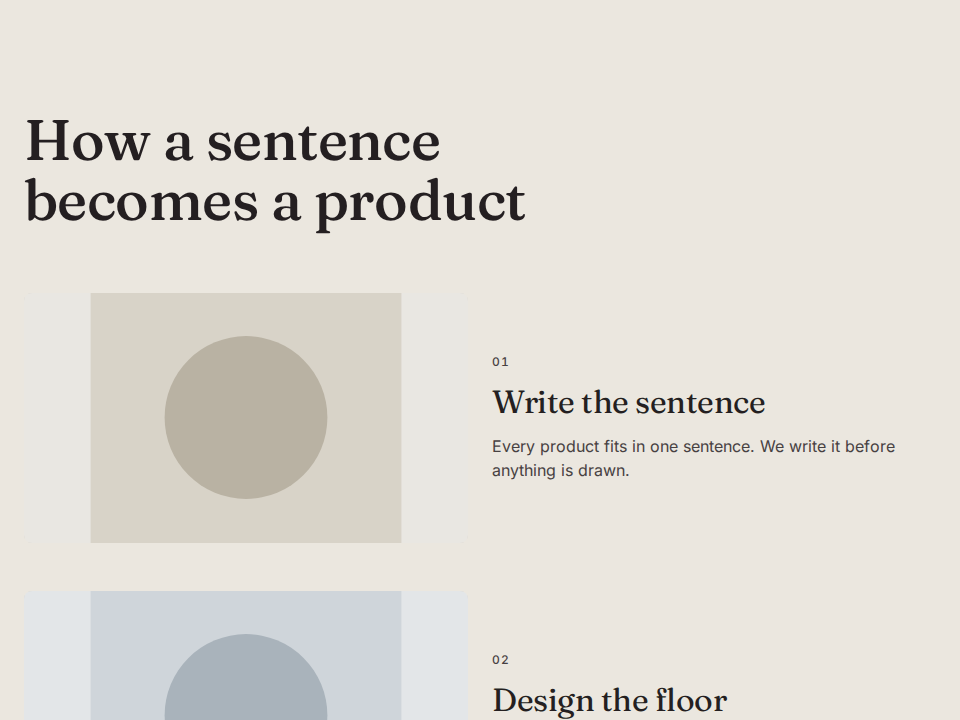 How a sentence
becomes a product
01
Write the sentence
Every product fits in one sentence. We write it before
anything is drawn.
02
Design the floor